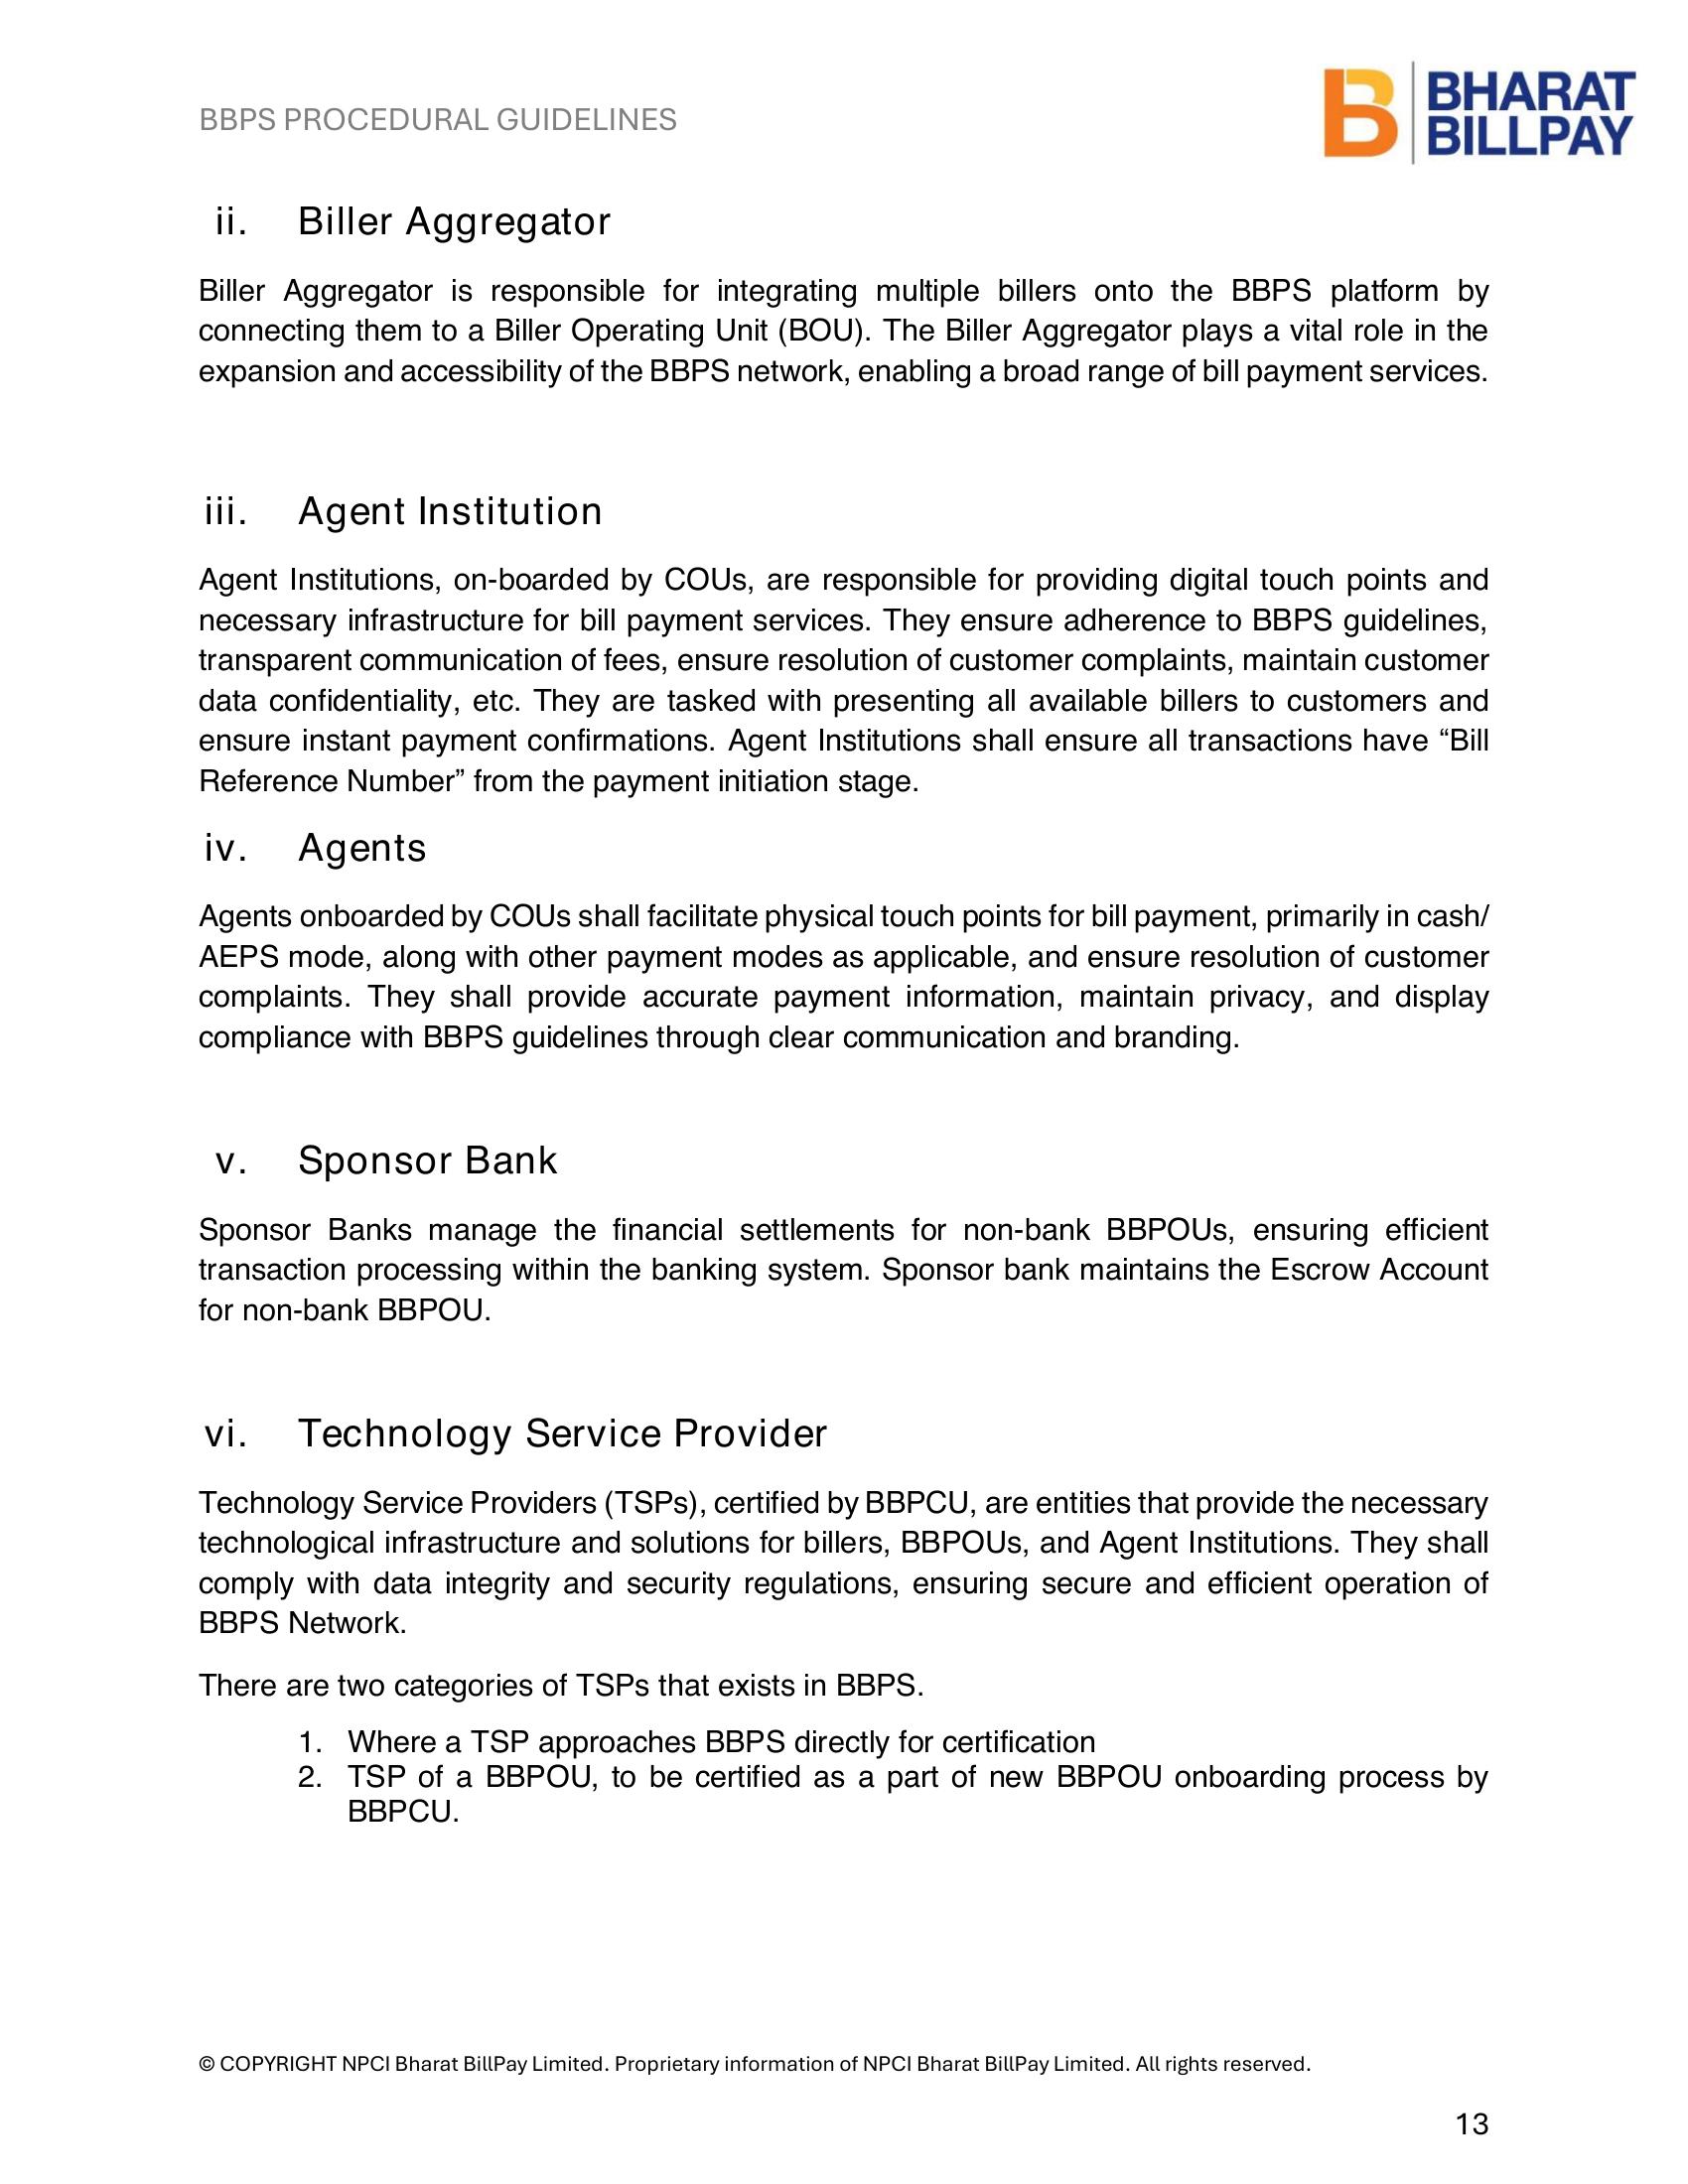 BBPS PROCEDURAL GUIDELINES
BHARAT
BILLPAY
ii. Biller Aggregator
Biller Aggregator is responsible for integrating multiple billers onto the BBPS platform by
connecting them to a Biller Operating Unit (BOU). The Biller Aggregator plays a vital role in the
expansion and accessibility of the BBPS network, enabling a broad range of bill payment services.
iii. Agent Institution
Agent Institutions, on-boarded by COUs, are responsible for providing digital touch points and
necessary infrastructure for bill payment services. They ensure adherence to BBPS guidelines,
transparent communication of fees, ensure resolution of customer complaints, maintain customer
data confidentiality, etc. They are tasked with presenting all available billers to customers and
ensure instant payment confirmations. Agent Institutions shall ensure all transactions have “Bill
Reference Number” from the payment initiation stage.
iv. Agents
Agents onboarded by COUs shall facilitate physical touch points for bill payment, primarily in cash/
AEPS mode, along with other payment modes as applicable, and ensure resolution of customer
complaints. They shall provide accurate payment information, maintain privacy, and display
compliance with BBPS guidelines through clear communication and branding.
v. Sponsor Bank
Sponsor Banks manage the financial settlements for non-bank BBPOUs, ensuring efficient
transaction processing within the banking system. Sponsor bank maintains the Escrow Account
for non-bank BBPOU.
vi. Technology Service Provider
Technology Service Providers (TSPs), certified by BBPCU, are entities that provide the necessary
technological infrastructure and solutions for billers, BBPOUs, and Agent Institutions. They shall
comply with data integrity and security regulations, ensuring secure and efficient operation of
BBPS Network.
There are two categories of TSPs that exists in BBPS.
1. Where a TSP approaches BBPS directly for certification
2. TSP of a BBPOU, to be certified as a part of new BBPOU onboarding process by
BBPCU.
© COPYRIGHT NPCI Bharat BillPay Limited. Proprietary information of NPCI Bharat BillPay Limited. All rights reserved.
13